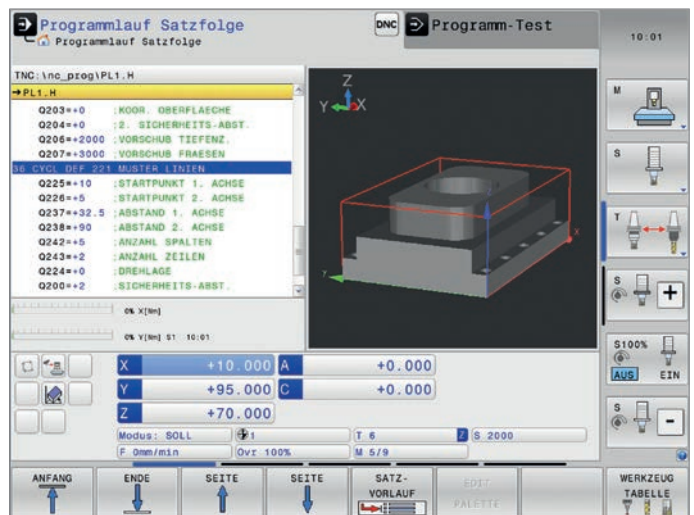 Programmlauf Satzfolge
Programmlauf Satzfolge
DNC
Programm-Test
10:01
TNC:\nc_prog\PL1.H
→PL1.H
Q203=+0 ;KOOR. OBERFLAECHE
Q204=+0 ;2. SICHERHEITS-ABST.
Q206=+2000 ;VORSCHUB TIEFENZ.
Q207=+3000 ;VORSCHUB FRAESEN
36 CYCL DEF 221 MUSTER LINIEN
Q225=+10 ;STARTPUNKT 1. ACHSE
Q226=+5 ;STARTPUNKT 2. ACHSE
Q237=+32.5 ;ABSTAND 1. ACHSE
Q238=+90 ;ABSTAND 2. ACHSE
Q242=+5 ;ANZAHL SPALTEN
Q243=+2 ;ANZAHL ZEILEN
Q224=+0 ;DREHLAGE
Q200=+2 ;SICHERHEITS-ABST.
Z
Y X
X
Y
0% X[Nm]
0% Y[Nm] S1 10:01
X +10.000 A +0.000
Y +95.000 C +0.000
Z +70.000
Modus: SOLL 1 T 6 Z S 2000
F 0mm/min Ovr 100% M 5/9
M
S
T
S +
S100%
AUS EIN
S -
ANFANG
ENDE
SEITE
SEITE
SATZ-
VORLAUF
EDIT
PALETTE
WERKZEUG
TABELLE